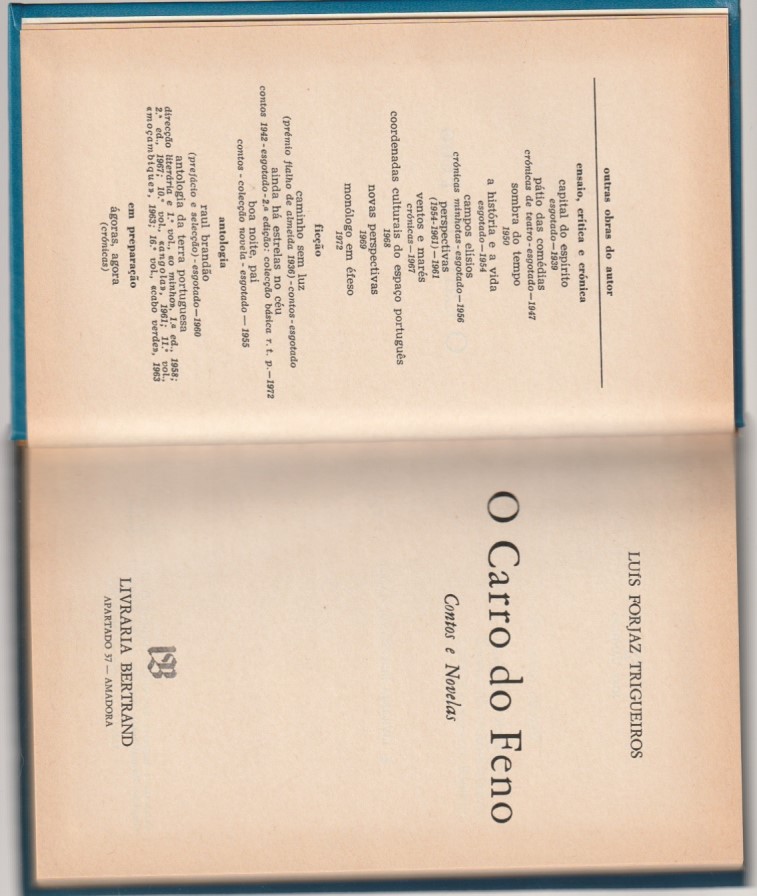 outras obras do autor
ensaio, crítica e crónica
capital do espírito
esgotado—1939
pátio das comédias
crónicas de teatro - esgotado—1947
sombra do tempo
1950
a história e a vida
esgotado—1954
campos elísios
crónicas minhotas - esgotado—1956
perspectivas
(1954-1961)—1961
ventos e marés
crónicas—1967
coordenadas culturais do espaço português
1968
novas perspectivas
1969
monólogo em éfeso
1972
ficção
caminho sem luz
(prémio fialho de almeida 1936) - contos - esgotado
ainda há estrelas no céu
contos 1942 - esgotado - 2.ª edição: colecção básica r. t. p.—1972
boa noite, pai
contos - colecção novela - esgotado — 1955
antologia
raul brandão
(prefácio e selecção) - esgotado—1960
antologia da terra portuguesa
direcção literária e 1.º vol., «o minho», 1.ª ed., 1958;
2.ª ed., 1967; 10.º vol., «angola», 1961; 11.º vol.,
«moçambique», 1963; 16.º vol., «cabo verde», 1963
em preparação
ágoras, agora
(crónicas)
LUÍS FORJAZ TRIGUEIROS
O Carro do Feno
Contos e Novelas
LB
LIVRARIA BERTRAND
APARTADO 37 — AMADORA